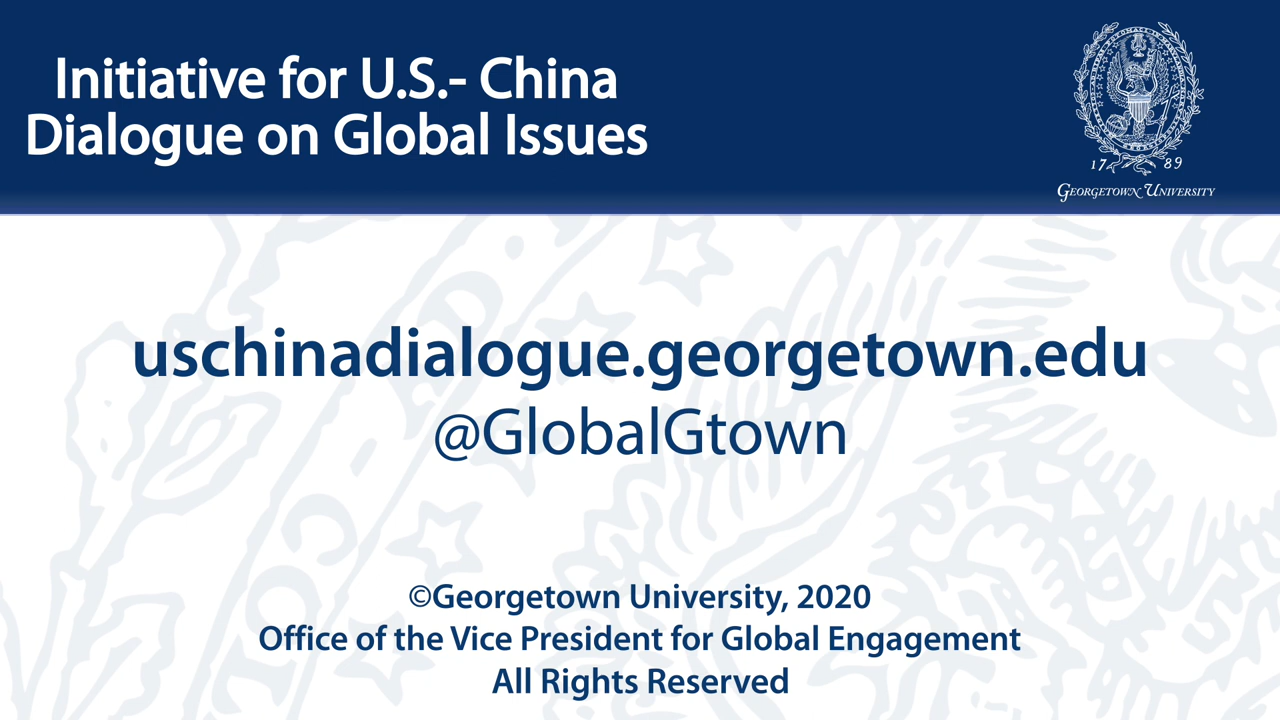 Initiative for U.S.- China
Dialogue on Global Issues
17 89
Georgetown University
uschinadialogue.georgetown.edu
@GlobalGtown
©Georgetown University, 2020
Office of the Vice President for Global Engagement
All Rights Reserved